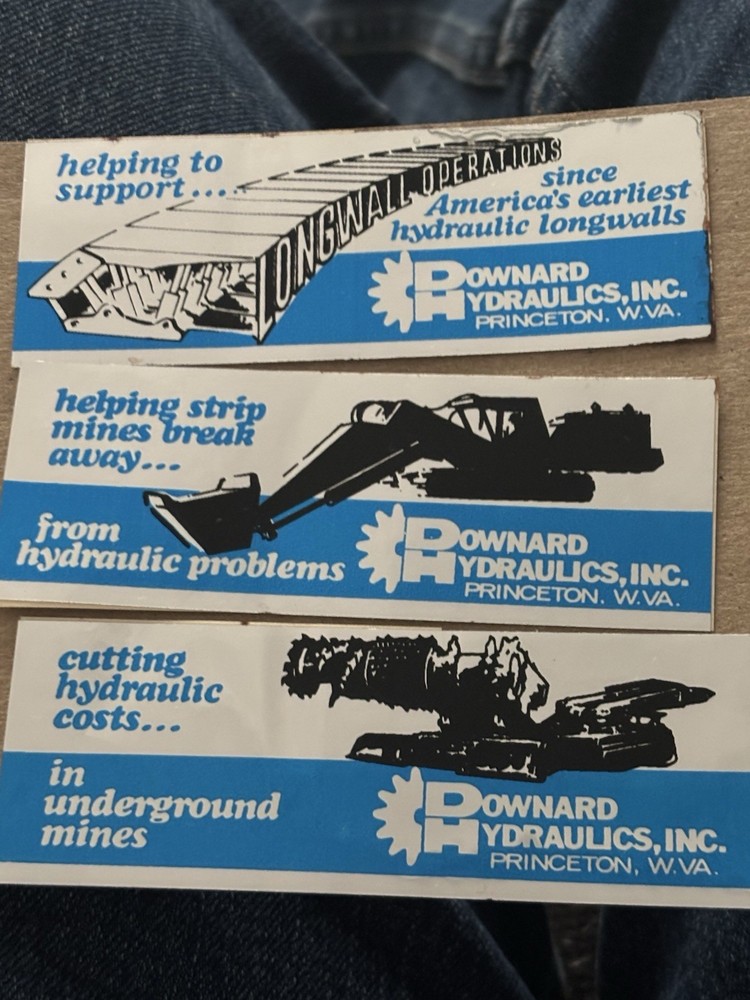 helping to
support....
LONGWALL OPERATIONS
since
America's earliest
hydraulic longwalls
DOWNARD
HYDRAULICS, INC.
PRINCETON, W.VA.
helping strip
mines break
away...
from
hydraulic problems
DOWNARD
HYDRAULICS, INC.
PRINCETON, W.VA.
cutting
hydraulic
costs...
in
underground
mines
DOWNARD
HYDRAULICS, INC.
PRINCETON, W.VA.